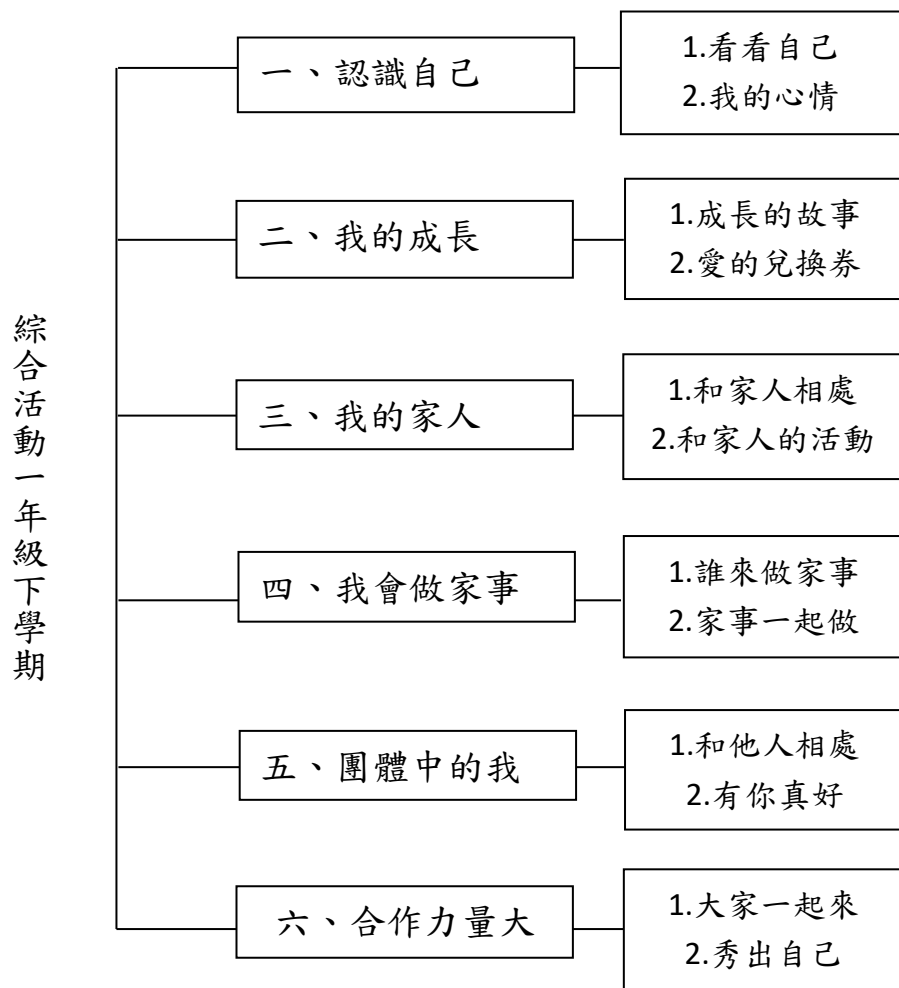 綜合活動一年級下學期
一、認識自己
1.看看自己
2.我的心情
二、我的成長
1.成長的故事
2.愛的兌換券
三、我的家人
1.和家人相處
2.和家人的活動
四、我會做家事
1.誰來做家事
2.家事一起做
五、團體中的我
1.和他人相處
2.有你真好
六、合作力量大
1.大家一起來
2.秀出自己